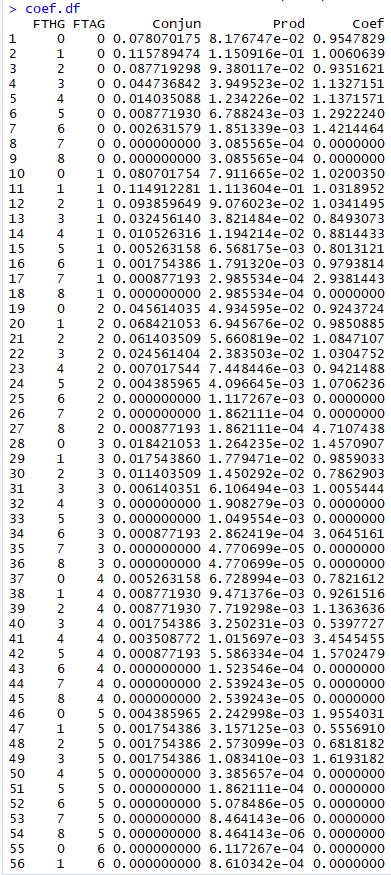 > coef.df
FTHG FTAG Conjun Prod Coef
1 0 0 0.078070175 8.176747e-02 0.9547829
2 1 0 0.115789474 1.150916e-01 1.0060639
3 2 0 0.087719298 9.380117e-02 0.9351621
4 3 0 0.044736842 3.949523e-02 1.1327151
5 4 0 0.014035088 1.234226e-02 1.1371571
6 5 0 0.008771930 6.788243e-03 1.2922240
7 6 0 0.002631579 1.851339e-03 1.4214464
8 7 0 0.000000000 3.085565e-04 0.0000000
9 8 0 0.000000000 3.085565e-04 0.0000000
10 0 1 0.080701754 7.911665e-02 1.0200350
11 1 1 0.114912281 1.113604e-01 1.0318952
12 2 1 0.093859649 9.076023e-02 1.0341495
13 3 1 0.032456140 3.821484e-02 0.8493073
14 4 1 0.010526316 1.194214e-02 0.8814433
15 5 1 0.005263158 6.568175e-03 0.8013121
16 6 1 0.001754386 1.791320e-03 0.9793814
17 7 1 0.000877193 2.985534e-04 2.9381443
18 8 1 0.000000000 2.985534e-04 0.0000000
19 0 2 0.045614035 4.934595e-02 0.9243724
20 1 2 0.068421053 6.945676e-02 0.9850885
21 2 2 0.061403509 5.660819e-02 1.0847107
22 3 2 0.024561404 2.383503e-02 1.0304752
23 4 2 0.007017544 7.448446e-03 0.9421488
24 5 2 0.004385965 4.096645e-03 1.0706236
25 6 2 0.000000000 1.117267e-03 0.0000000
26 7 2 0.000000000 1.862111e-04 0.0000000
27 8 2 0.000877193 1.862111e-04 4.7107438
28 0 3 0.018421053 1.264235e-02 1.4570907
29 1 3 0.017543860 1.779471e-02 0.9859033
30 2 3 0.011403509 1.450292e-02 0.7862903
31 3 3 0.006140351 6.106494e-03 1.0055444
32 4 3 0.000000000 1.908279e-03 0.0000000
33 5 3 0.000000000 1.049554e-03 0.0000000
34 6 3 0.000877193 2.862419e-04 3.0645161
35 7 3 0.000000000 4.770699e-05 0.0000000
36 8 3 0.000000000 4.770699e-05 0.0000000
37 0 4 0.005263158 6.728994e-03 0.7821612
38 1 4 0.008771930 9.471376e-03 0.9261516
39 2 4 0.008771930 7.719298e-03 1.1363636
40 3 4 0.001754386 3.250231e-03 0.5397727
41 4 4 0.003508772 1.015697e-03 3.4545455
42 5 4 0.000877193 5.586334e-04 1.5702479
43 6 4 0.000000000 1.523546e-04 0.0000000
44 7 4 0.000000000 2.539243e-05 0.0000000
45 8 4 0.000000000 2.539243e-05 0.0000000
46 0 5 0.004385965 2.242998e-03 1.9554031
47 1 5 0.001754386 3.157125e-03 0.5556910
48 2 5 0.001754386 2.573099e-03 0.6818182
49 3 5 0.001754386 1.083410e-03 1.6193182
50 4 5 0.000000000 3.385657e-04 0.0000000
51 5 5 0.000000000 1.862111e-04 0.0000000
52 6 5 0.000000000 5.078486e-05 0.0000000
53 7 5 0.000000000 8.464143e-06 0.0000000
54 8 5 0.000000000 8.464143e-06 0.0000000
55 0 6 0.000000000 6.117267e-04 0.0000000
56 1 6 0.000000000 8.610342e-04 0.0000000